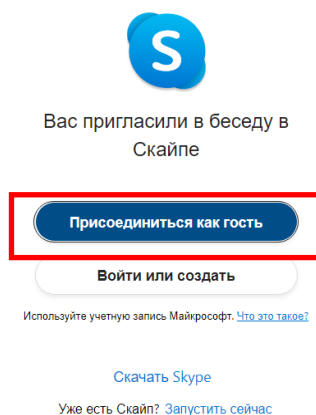 S
Вас пригласили в беседу в
Скайпе
Присоединиться как гость
Войти или создать
Используйте учетную запись Майкрософт. Что это такое?
Скачать Skype
Уже есть Скайп? Запустить сейчас